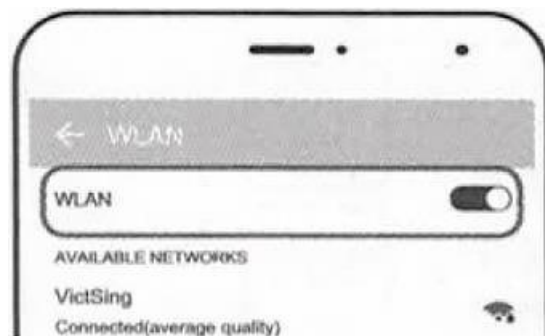 WLAN
WLAN
AVAILABLE NETWORKS
VictSing
Connected(average quality)